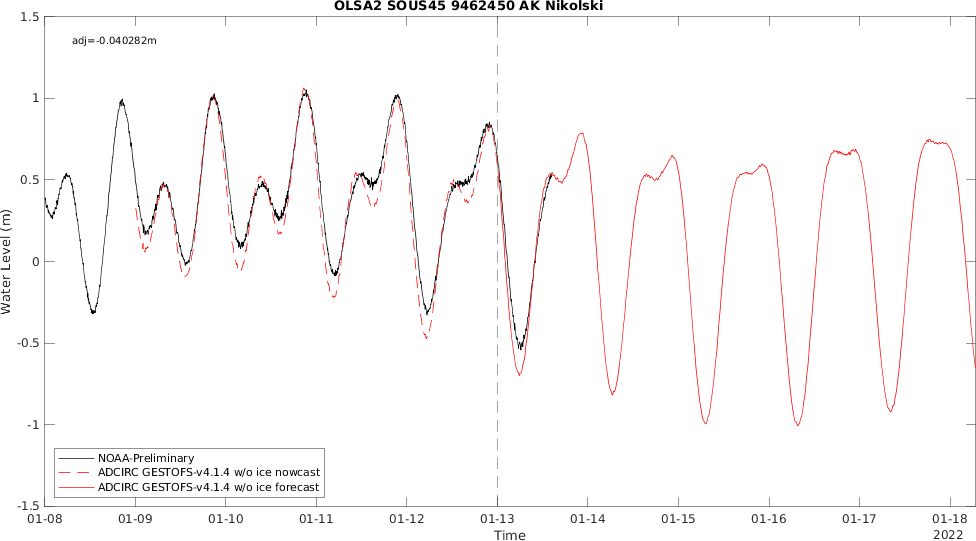 OLSA2 SOUS45 9462450 AK Nikolski
adj=-0.040282m
Water Level (m)
1.5
1
0.5
0
-0.5
-1
-1.5
NOAA-Preliminary
ADCIRC GESTOFS-v4.1.4 w/o ice nowcast
ADCIRC GESTOFS-v4.1.4 w/o ice forecast
01-08 01-09 01-10 01-11 01-12 01-13 01-14 01-15 01-16 01-17 01-18
Time
2022